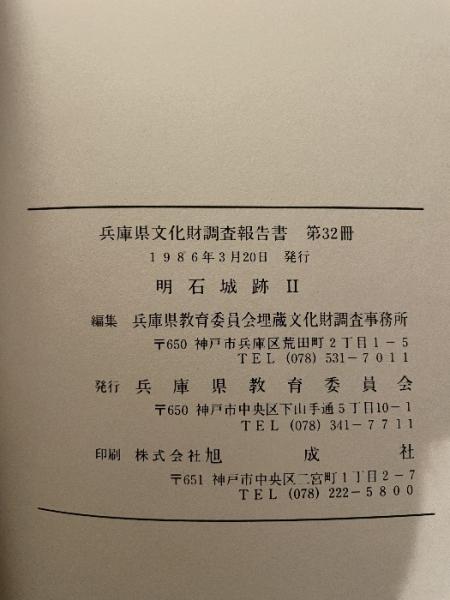 兵庫県文化財調査報告書 第32冊
1986年3月20日 発行
明石城跡II
編集 兵庫県教育委員会埋蔵文化財調査事務所
〒650 神戸市兵庫区荒田町2丁目1-5
TEL (078) 531-7011
発行 兵庫県教育委員会
〒650 神戸市中央区下山手通5丁目10-1
TEL (078) 341-7711
印刷 株式会社旭成社
〒651 神戸市中央区二宮町1丁目2-7
TEL (078) 222-5800